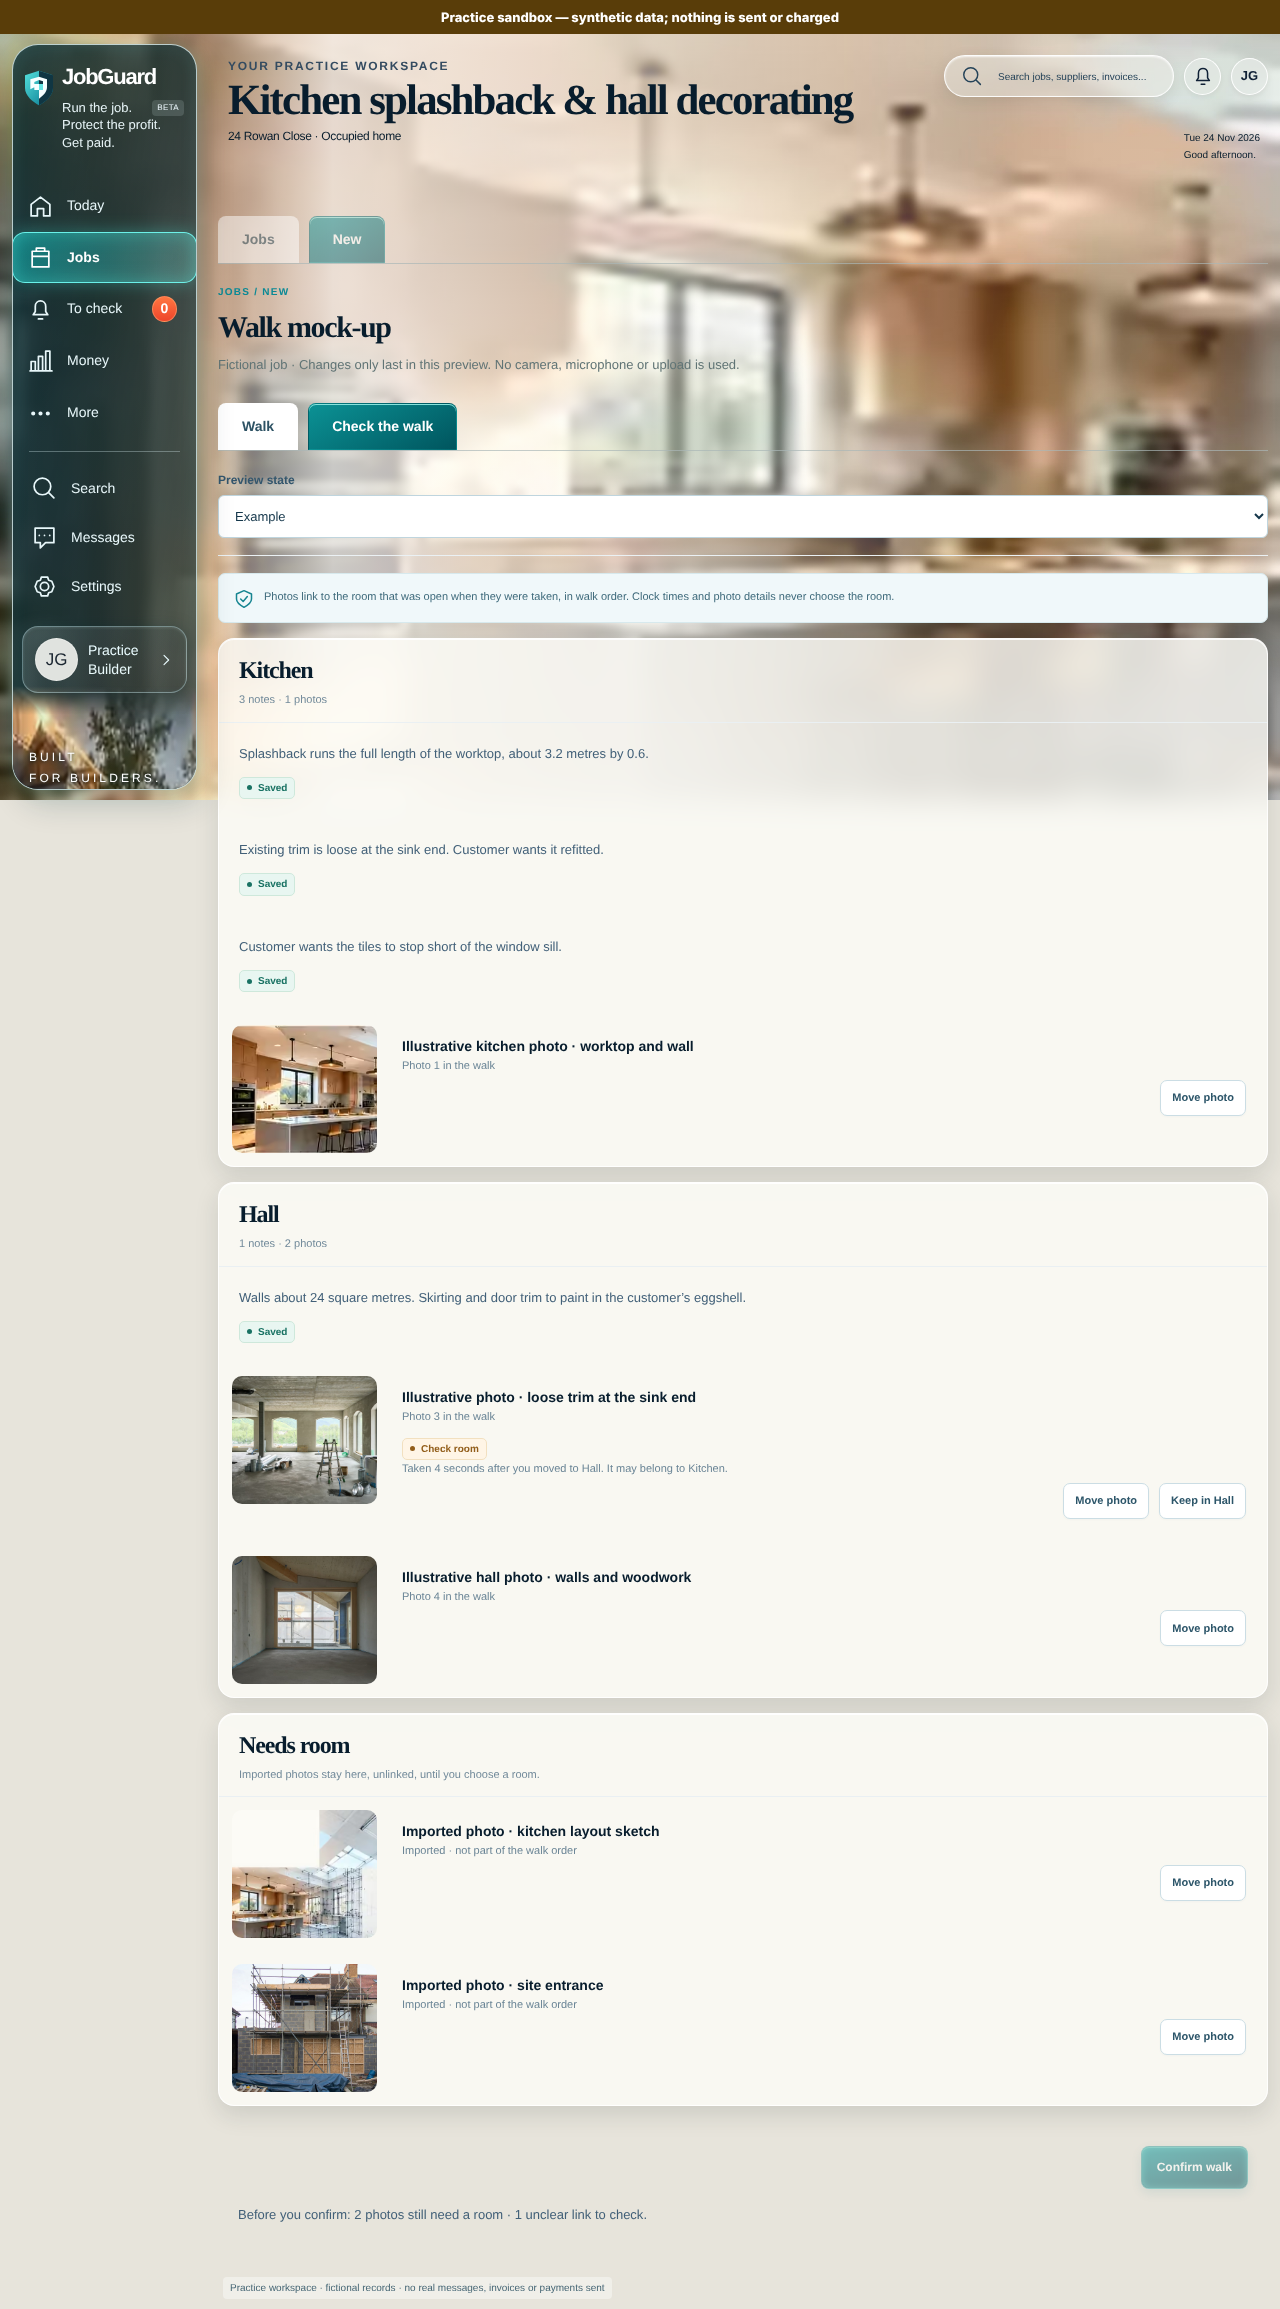 Practice sandbox — synthetic data; nothing is sent or charged
JobGuard
Run the job.
BETA
Protect the profit.
Get paid.
Today
Jobs
To check
0
Money
More
Search
Messages
Settings
JG
Practice
Builder
BUILT
FOR BUILDERS.
YOUR PRACTICE WORKSPACE
Kitchen splashback & hall decorating
24 Rowan Close · Occupied home
Search jobs, suppliers, invoices...
JG
Tue 24 Nov 2026
Good afternoon.
Jobs
New
JOBS / NEW
Walk mock-up
Fictional job · Changes only last in this preview. No camera, microphone or upload is used.
Walk
Check the walk
Preview state
Example
Photos link to the room that was open when they were taken, in walk order. Clock times and photo details never choose the room.
Kitchen
3 notes · 1 photos
Splashback runs the full length of the worktop, about 3.2 metres by 0.6.
Saved
Existing trim is loose at the sink end. Customer wants it refitted.
Saved
Customer wants the tiles to stop short of the window sill.
Saved
Illustrative kitchen photo · worktop and wall
Photo 1 in the walk
Move photo
Hall
1 notes · 2 photos
Walls about 24 square metres. Skirting and door trim to paint in the customer’s eggshell.
Saved
Illustrative photo · loose trim at the sink end
Photo 3 in the walk
Check room
Taken 4 seconds after you moved to Hall. It may belong to Kitchen.
Move photo
Keep in Hall
Illustrative hall photo · walls and woodwork
Photo 4 in the walk
Move photo
Needs room
Imported photos stay here, unlinked, until you choose a room.
Imported photo · kitchen layout sketch
Imported · not part of the walk order
Move photo
Imported photo · site entrance
Imported · not part of the walk order
Move photo
Confirm walk
Before you confirm: 2 photos still need a room · 1 unclear link to check.
Practice workspace · fictional records · no real messages, invoices or payments sent